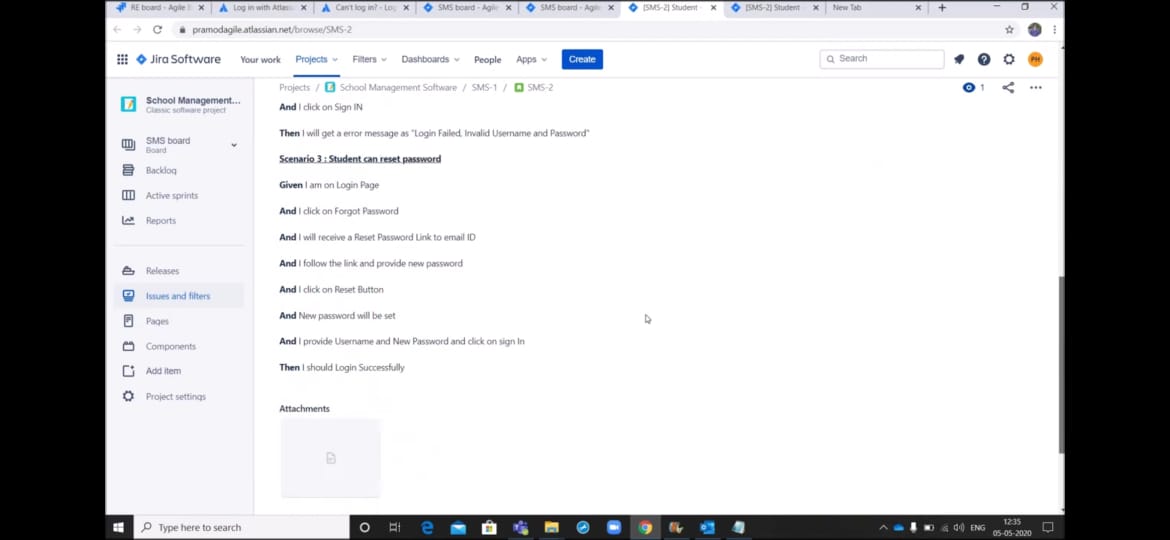 RE board - Agile B
Log in with Atlass
Can't log in? - Log
SMS board - Agile
SMS board - Agile
[SMS-2] Student -
[SMS-2] Student
New Tab
pramodagile.atlassian.net/browse/SMS-2
Jira Software
Your work
Projects
Filters
Dashboards
People
Apps
Create
Search
PH
School Management...
Classic software project
SMS board
Board
Backlog
Active sprints
Reports
Releases
Issues and filters
Pages
Components
Add item
Project settings
Projects / School Management Software / SMS-1 / SMS-2
1
And I click on Sign IN
Then I will get a error message as "Login Failed, Invalid Username and Password"
Scenario 3 : Student can reset password
Given I am on Login Page
And I click on Forgot Password
And I will receive a Reset Password Link to email ID
And I follow the link and provide new password
And I click on Reset Button
And New password will be set
And I provide Username and New Password and click on sign In
Then I should Login Successfully
Attachments
Type here to search
ENG
12:35
05-05-2020